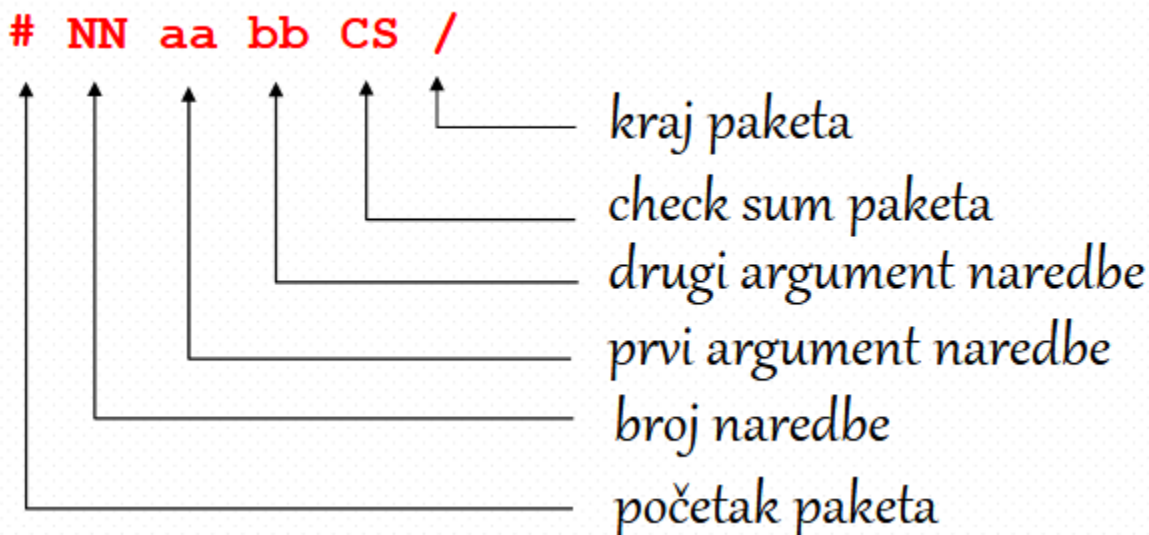 # NN aa bb CS /
kraj paketa
check sum paketa
drugi argument naredbe
prvi argument naredbe
broj naredbe
početak paketa